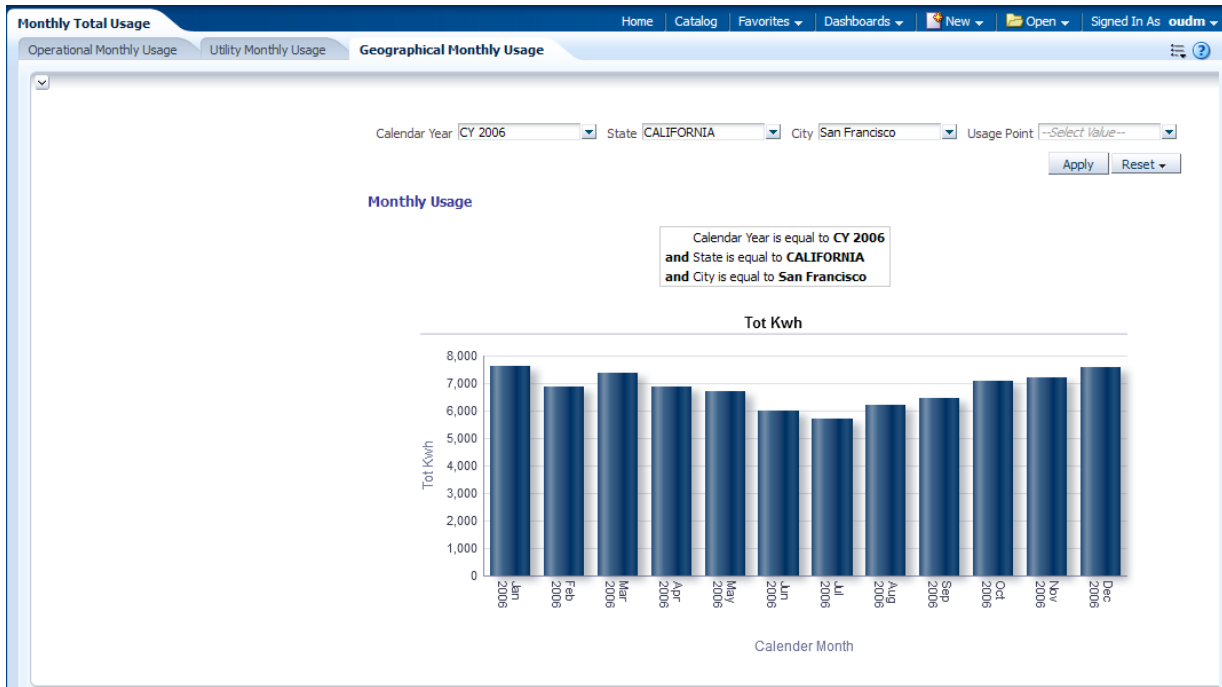 Monthly Total Usage
Home Catalog Favorites Dashboards New Open Signed In As oudm
Operational Monthly Usage Utility Monthly Usage Geographical Monthly Usage
Calendar Year CY 2006 State CALIFORNIA City San Francisco Usage Point --Select Value--
Apply Reset
Monthly Usage
Calendar Year is equal to CY 2006
and State is equal to CALIFORNIA
and City is equal to San Francisco
Tot Kwh
Tot Kwh
8,000
7,000
6,000
5,000
4,000
3,000
2,000
1,000
0
Jan 2006
Feb 2006
Mar 2006
Apr 2006
May 2006
Jun 2006
Jul 2006
Aug 2006
Sep 2006
Oct 2006
Nov 2006
Dec 2006
Calender Month